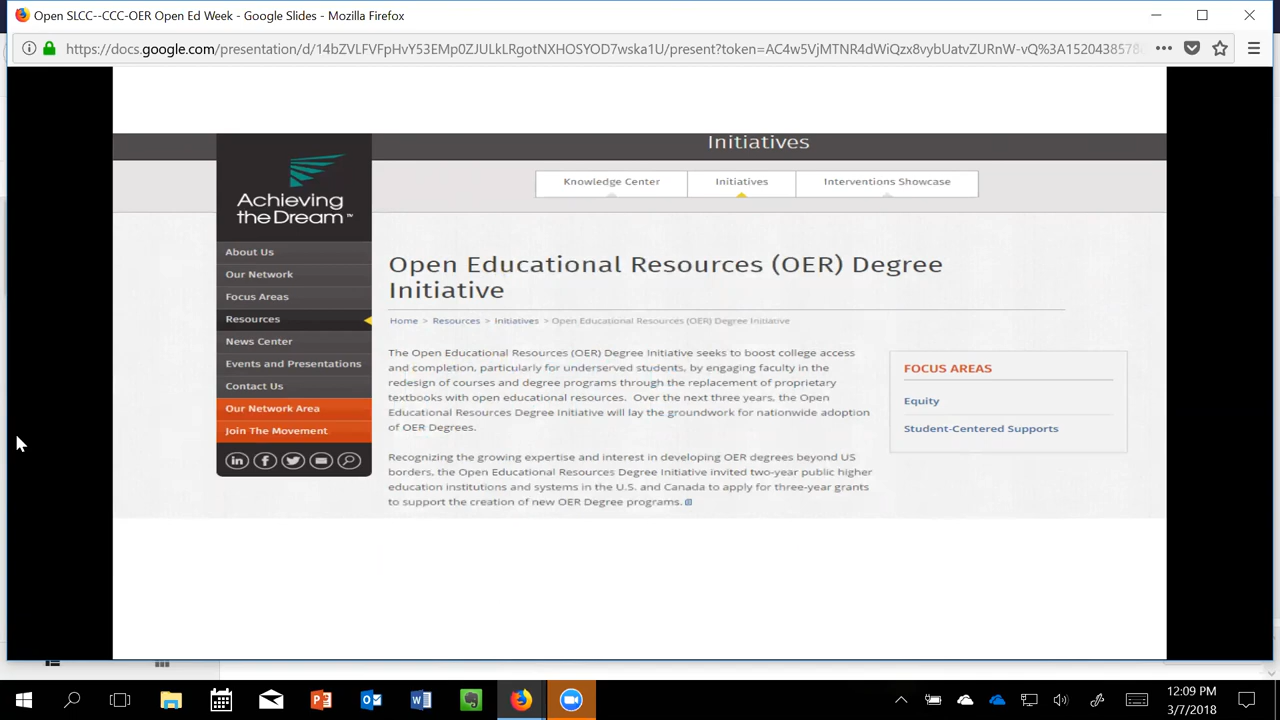 Open SLCC--CCC-OER Open Ed Week - Google Slides - Mozilla Firefox
https://docs.google.com/presentation/d/14bZVLFVFpHvY53EMp0ZJULkLRgotNXHOSYOD7wska1U/present?token=AC4w5VjMTNR4dWiQzx8vybUatvZURnW-vQ%3A1520438578
Initiatives
Knowledge Center
Initiatives
Interventions Showcase
Achieving
the Dream™
About Us
Our Network
Focus Areas
Resources
News Center
Events and Presentations
Contact Us
Our Network Area
Join The Movement
Open Educational Resources (OER) Degree
Initiative
Home > Resources > Initiatives > Open Educational Resources (OER) Degree Initiative
The Open Educational Resources (OER) Degree Initiative seeks to boost college access
and completion, particularly for underserved students, by engaging faculty in the
redesign of courses and degree programs through the replacement of proprietary
textbooks with open educational resources. Over the next three years, the Open
Educational Resources Degree Initiative will lay the groundwork for nationwide adoption
of OER Degrees.
Recognizing the growing expertise and interest in developing OER degrees beyond US
borders, the Open Educational Resources Degree Initiative invited two-year public higher
education institutions and systems in the U.S. and Canada to apply for three-year grants
to support the creation of new OER Degree programs.
FOCUS AREAS
Equity
Student-Centered Supports
12:09 PM
3/7/2018